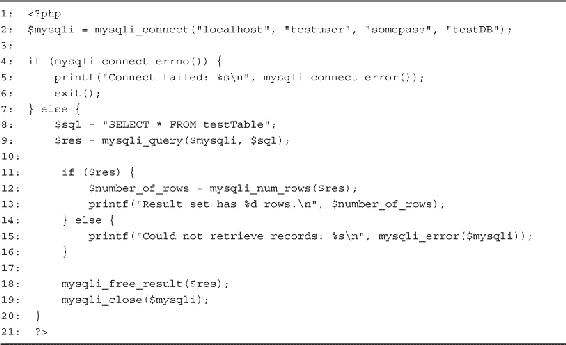 1: <?php
2: $mysqli = mysqli_connect("localhost", "testuser", "somepass", "testDB");
3:
4: if (mysqli_connect_errno()) {
5: printf("Connect failed: %s\n", mysqli_connect_error());
6: exit();
7: } else {
8: $sql = "SELECT * FROM testTable";
9: $res = mysqli_query($mysqli, $sql);
10:
11: if ($res) {
12: $number_of_rows = mysqli_num_rows($res);
13: printf("Result set has %d rows.\n", $number_of_rows);
14: } else {
15: printf("Could not retrieve records: %s\n", mysqli_error($mysqli));
16: }
17:
18: mysqli_free_result($res);
19: mysqli_close($mysqli);
20: }
21: ?>